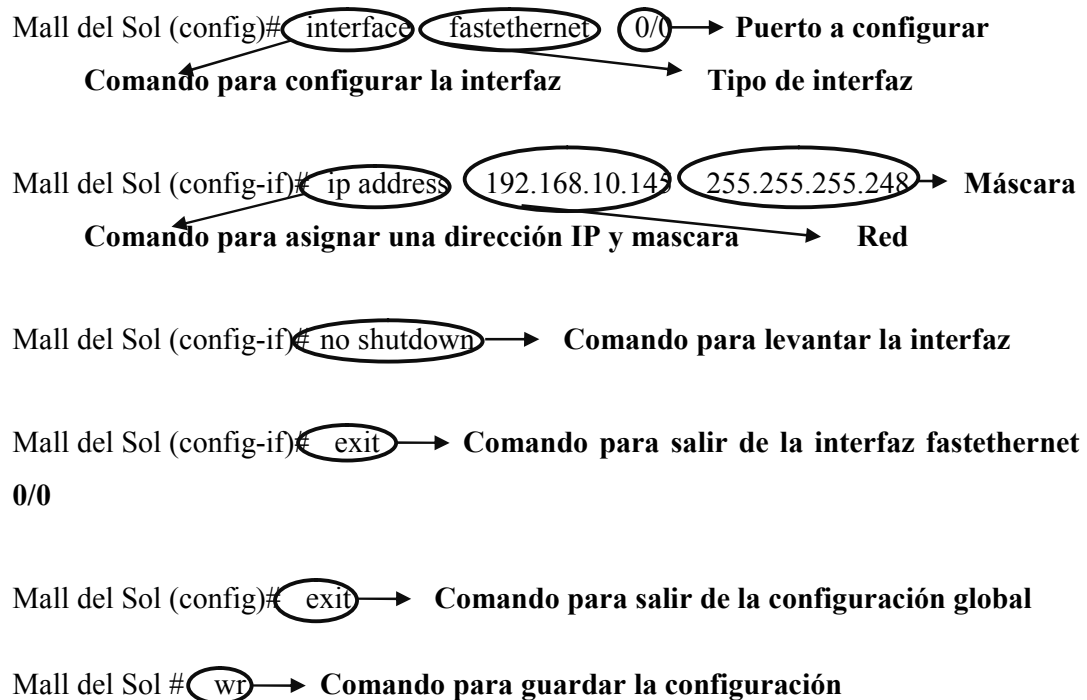 Mall del Sol (config)# interface fastethernet 0/0 Puerto a configurar
Comando para configurar la interfaz Tipo de interfaz
Mall del Sol (config-if)# ip address 192.168.10.145 255.255.255.248 Máscara
Comando para asignar una dirección IP y mascara Red
Mall del Sol (config-if)# no shutdown Comando para levantar la interfaz
Mall del Sol (config-if)# exit Comando para salir de la interfaz fastethernet
0/0
Mall del Sol (config)# exit Comando para salir de la configuración global
Mall del Sol # wr Comando para guardar la configuración